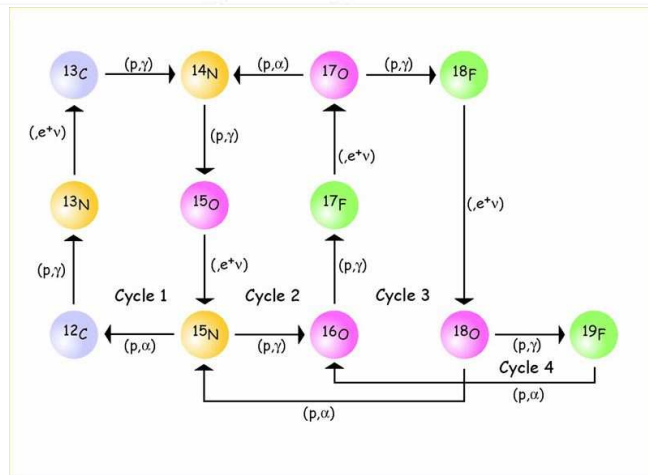 ¹³C (p,γ) ¹⁴N (p,α) ¹⁷O (p,γ) ¹⁸F
(,e⁺ν) (p,γ) (,e⁺ν)
¹³N ¹⁵O ¹⁷F (,e⁺ν)
(p,γ) (,e⁺ν) (p,γ)
Cycle 1 Cycle 2 Cycle 3
¹²C (p,α) ¹⁵N (p,γ) ¹⁶O ¹⁸O (p,γ) ¹⁹F
Cycle 4
(p,α) (p,α)